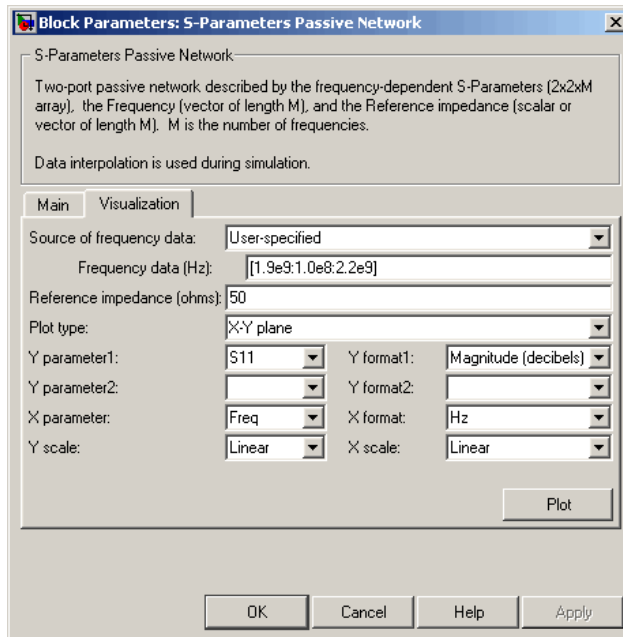 Block Parameters: S-Parameters Passive Network
S-Parameters Passive Network
Two-port passive network described by the frequency-dependent S-Parameters (2x2xM
array), the Frequency (vector of length M), and the Reference impedance (scalar or
vector of length M). M is the number of frequencies.
Data interpolation is used during simulation.
Main Visualization
Source of frequency data: User-specified
Frequency data (Hz): [1.9e9:1.0e8:2.2e9]
Reference impedance (ohms): 50
Plot type: X-Y plane
Y parameter1: S11 Y format1: Magnitude (decibels)
Y parameter2: Y format2:
X parameter: Freq X format: Hz
Y scale: Linear X scale: Linear
Plot
OK Cancel Help Apply